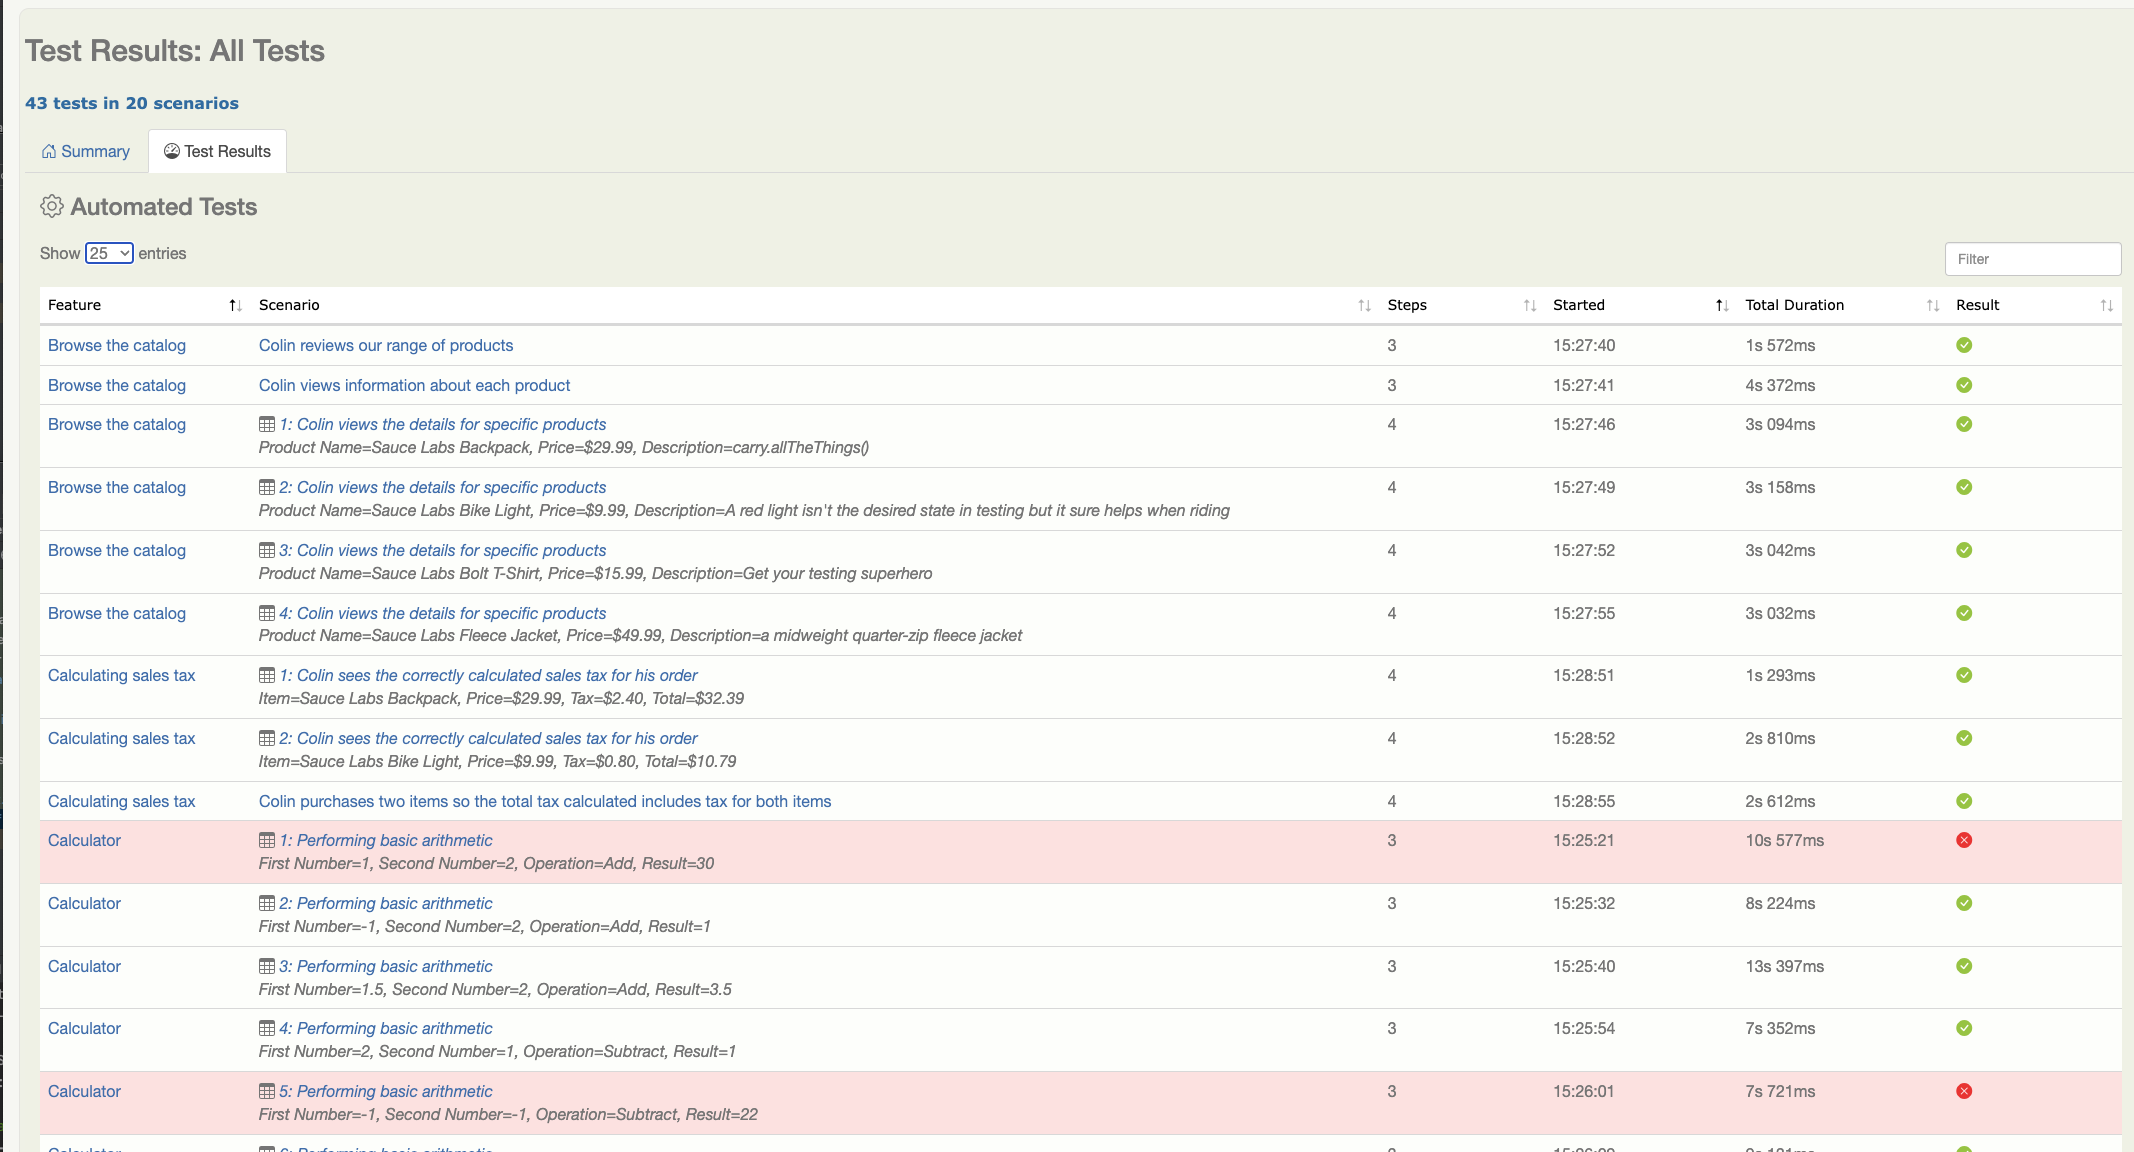 Test Results: All Tests
43 tests in 20 scenarios
Summary Test Results
Automated Tests
Show 25 entries
Filter
Feature Scenario Steps Started Total Duration Result
Browse the catalog Colin reviews our range of products 3 15:27:40 1s 572ms
Browse the catalog Colin views information about each product 3 15:27:41 4s 372ms
Browse the catalog 1: Colin views the details for specific products 4 15:27:46 3s 094ms
Product Name=Sauce Labs Backpack, Price=$29.99, Description=carry.allTheThings()
Browse the catalog 2: Colin views the details for specific products 4 15:27:49 3s 158ms
Product Name=Sauce Labs Bike Light, Price=$9.99, Description=A red light isn't the desired state in testing but it sure helps when riding
Browse the catalog 3: Colin views the details for specific products 4 15:27:52 3s 042ms
Product Name=Sauce Labs Bolt T-Shirt, Price=$15.99, Description=Get your testing superhero
Browse the catalog 4: Colin views the details for specific products 4 15:27:55 3s 032ms
Product Name=Sauce Labs Fleece Jacket, Price=$49.99, Description=a midweight quarter-zip fleece jacket
Calculating sales tax 1: Colin sees the correctly calculated sales tax for his order 4 15:28:51 1s 293ms
Item=Sauce Labs Backpack, Price=$29.99, Tax=$2.40, Total=$32.39
Calculating sales tax 2: Colin sees the correctly calculated sales tax for his order 4 15:28:52 2s 810ms
Item=Sauce Labs Bike Light, Price=$9.99, Tax=$0.80, Total=$10.79
Calculating sales tax Colin purchases two items so the total tax calculated includes tax for both items 4 15:28:55 2s 612ms
Calculator 1: Performing basic arithmetic 3 15:25:21 10s 577ms
First Number=1, Second Number=2, Operation=Add, Result=30
Calculator 2: Performing basic arithmetic 3 15:25:32 8s 224ms
First Number=-1, Second Number=2, Operation=Add, Result=1
Calculator 3: Performing basic arithmetic 3 15:25:40 13s 397ms
First Number=1.5, Second Number=2, Operation=Add, Result=3.5
Calculator 4: Performing basic arithmetic 3 15:25:54 7s 352ms
First Number=2, Second Number=1, Operation=Subtract, Result=1
Calculator 5: Performing basic arithmetic 3 15:26:01 7s 721ms
First Number=-1, Second Number=-1, Operation=Subtract, Result=22